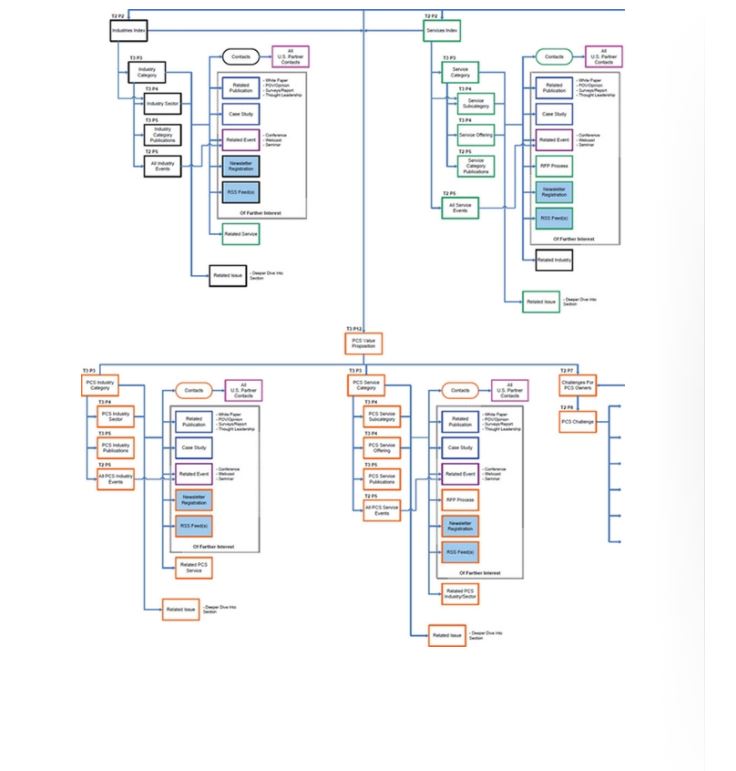 T2 P2
Industries Index
T3 P3
Industry
Category
T3 P4
Industry Sector
T3 P5
Industry
Category
Publications
T2 P5
All Industry
Events
Contacts
All
U.S. Partner
Contacts
Related
Publication
- White Paper
- POV/Opinion
- Surveys/Report
- Thought Leadership
Case Study
Related Event
- Conference
- Webcast
- Seminar
Newsletter
Registration
RSS Feed(s)
Of Further Interest
Related Service
Related Issue
- Deeper Dive into
Section
T2 P2
Services Index
T3 P3
Service
Category
T3 P4
Service
Subcategory
T3 P4
Service Offering
T3 P5
Service
Category
Publications
T2 P5
All Service
Events
Contacts
All
U.S. Partner
Contacts
Related
Publication
- White Paper
- POV/Opinion
- Surveys/Report
- Thought Leadership
Case Study
Related Event
- Conference
- Webcast
- Seminar
RFP Process
Newsletter
Registration
RSS Feed(s)
Of Further Interest
Related Industry
Related Issue
- Deeper Dive into
Section
PCS Value
Proposition
T3 P3
PCS Industry
Category
T3 P4
PCS Industry
Sector
T3 P5
PCS Industry
Publications
T2 P5
All PCS Industry
Events
Contacts
All
U.S. Partner
Contacts
Related
Publication
- White Paper
- POV/Opinion
- Surveys/Report
- Thought Leadership
Case Study
Related Event
- Conference
- Webcast
- Seminar
Newsletter
Registration
RSS Feed(s)
Of Further Interest
Related PCS
Service
Related Issue
- Deeper Dive into
Section
T3 P3
PCS Service
Category
T3 P4
PCS Service
Subcategory
T3 P4
PCS Service
Offering
T3 P5
PCS Service
Publications
T2 P5
All PCS Service
Events
Contacts
All
U.S. Partner
Contacts
Related
Publication
- White Paper
- POV/Opinion
- Surveys/Report
- Thought Leadership
Case Study
Related Event
- Conference
- Webcast
- Seminar
RFP Process
Newsletter
Registration
RSS Feed(s)
Of Further Interest
Related PCS
Industry/Sector
Related Issue
- Deeper Dive into
Section
T2 P7
Challenges For
PCS Owners
PCS Challenge